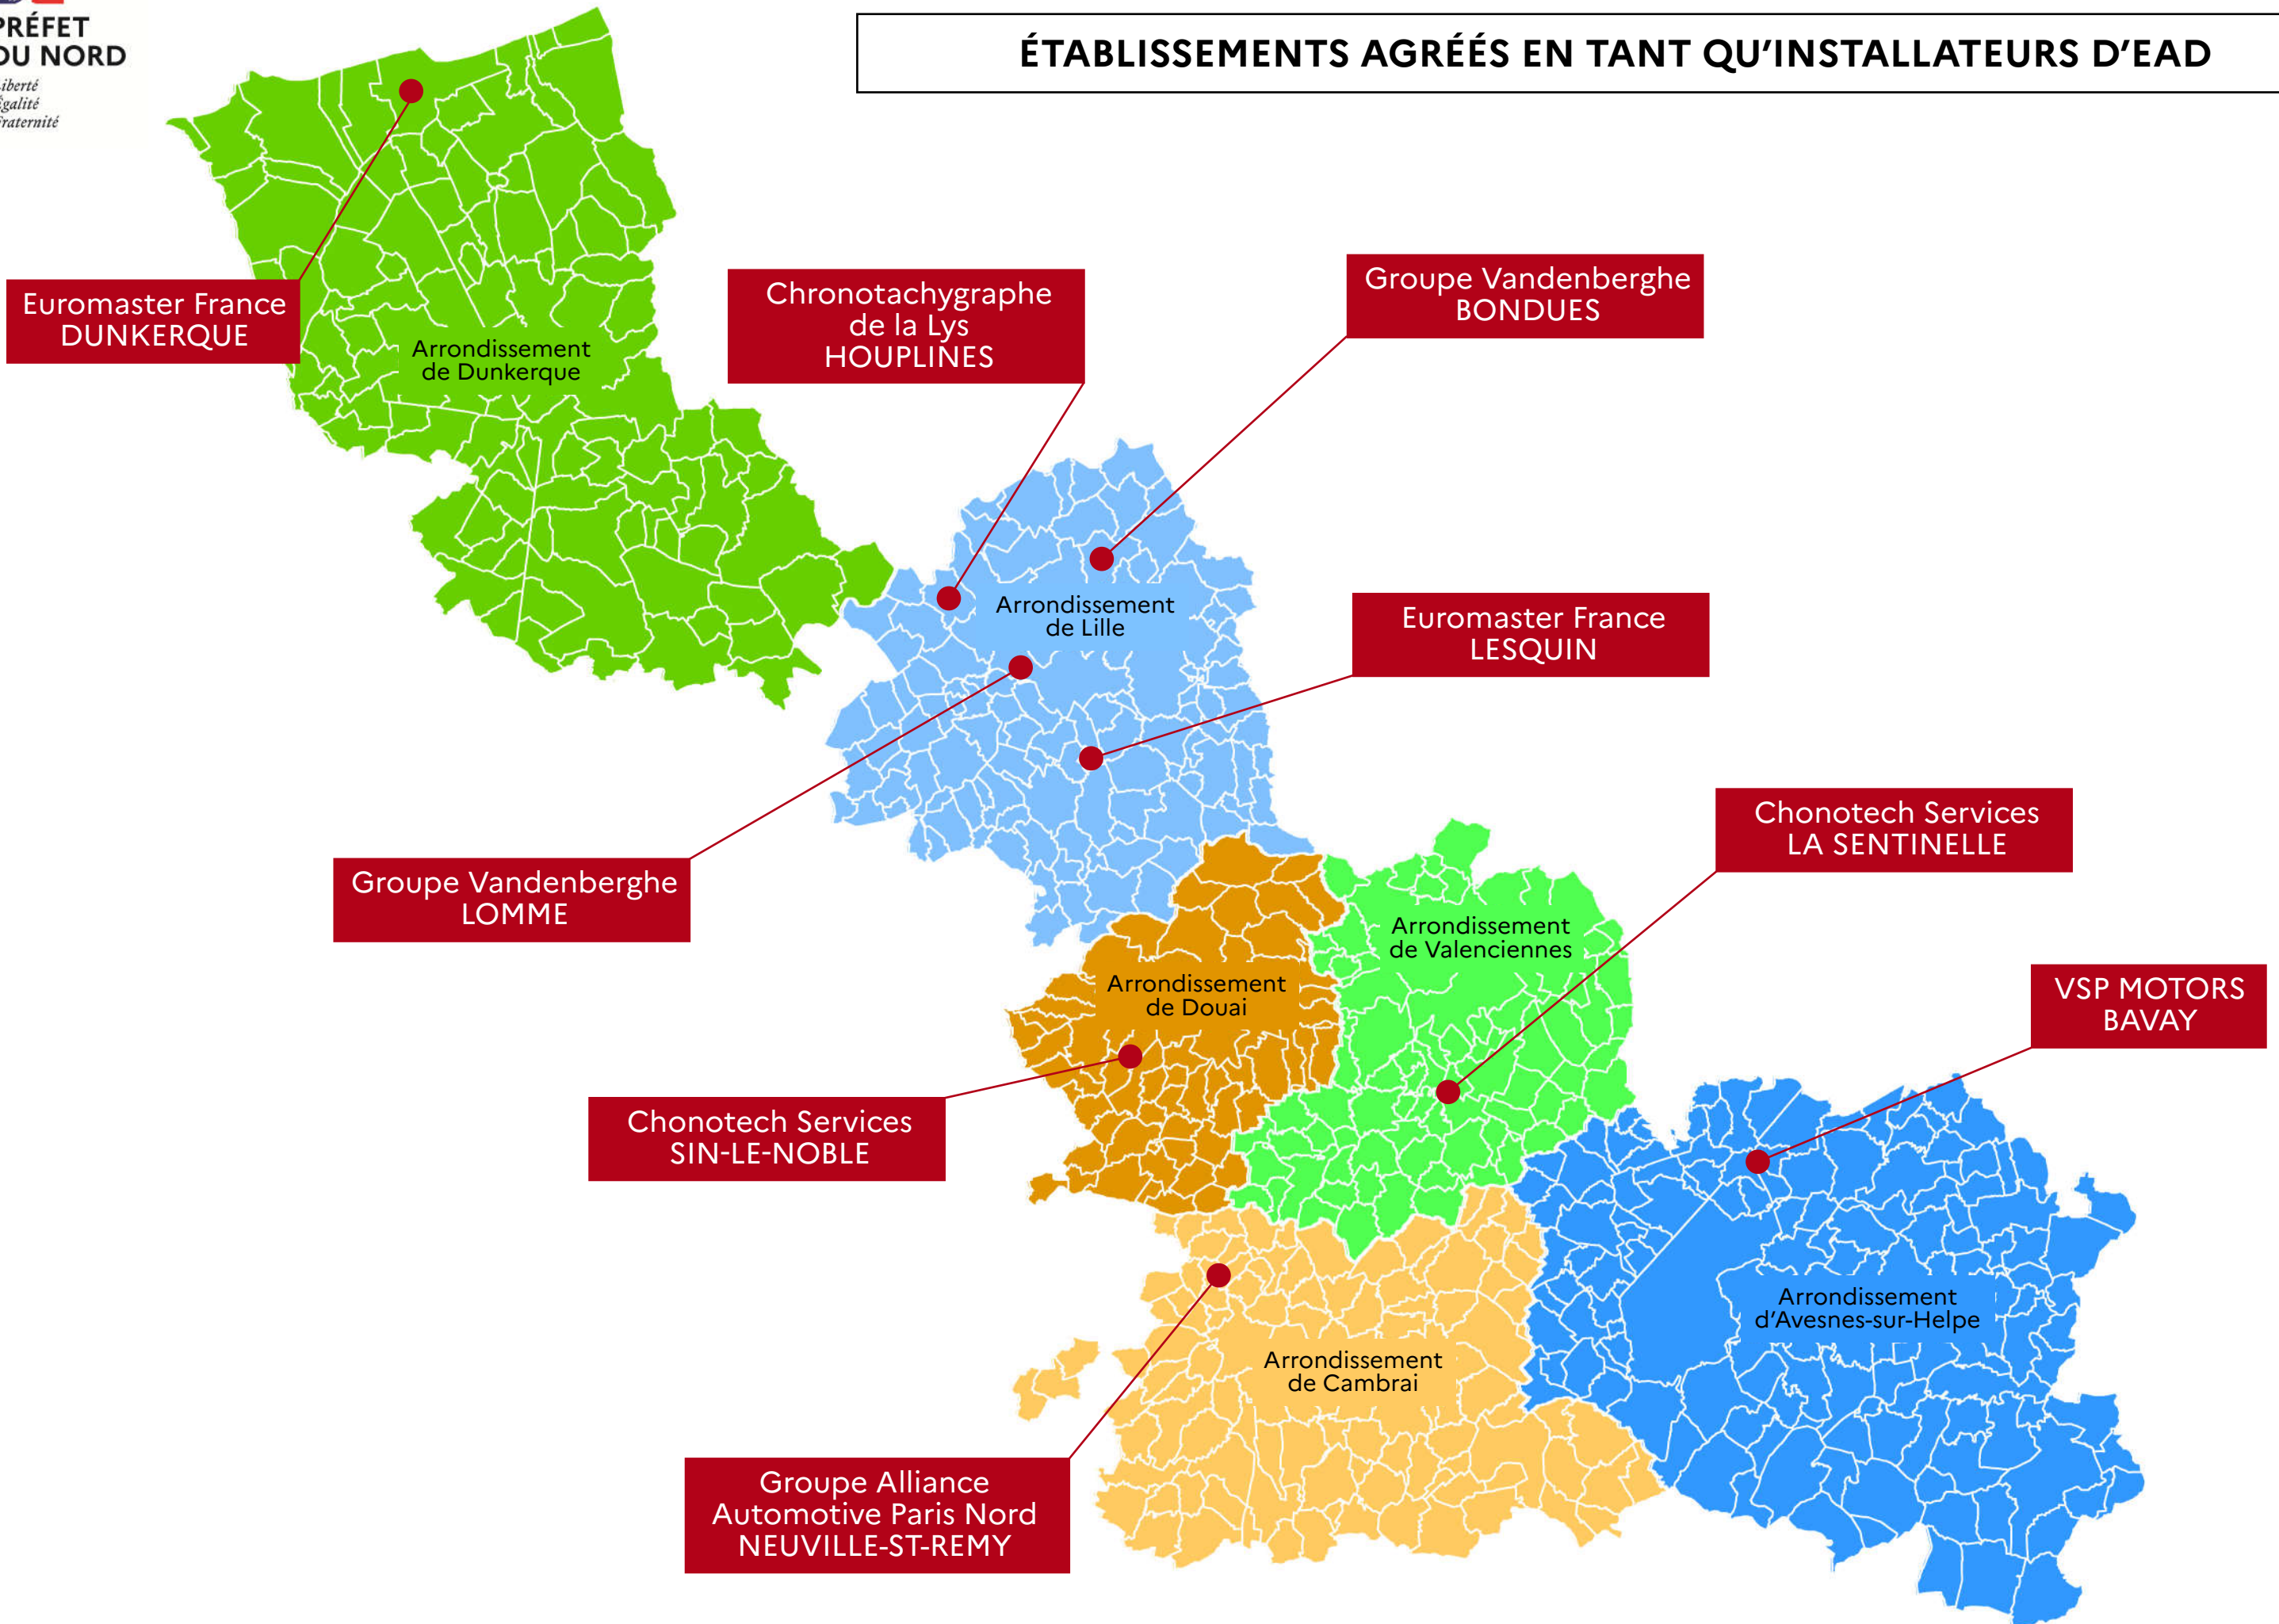 PRÉFET
DU NORD
Liberté
Égalité
Fraternité
ÉTABLISSEMENTS AGRÉÉS EN TANT QU'INSTALLATEURS D'EAD
Euromaster France
DUNKERQUE
Arrondissement
de Dunkerque
Chronotachygraphe
de la Lys
HOUPLINES
Groupe Vandenberghe
BONDUES
Arrondissement
de Lille
Euromaster France
LESQUIN
Groupe Vandenberghe
LOMME
Chonotech Services
LA SENTINELLE
Arrondissement
de Valenciennes
Arrondissement
de Douai
VSP MOTORS
BAVAY
Chonotech Services
SIN-LE-NOBLE
Arrondissement
d'Avesnes-sur-Helpe
Arrondissement
de Cambrai
Groupe Alliance
Automotive Paris Nord
NEUVILLE-ST-REMY